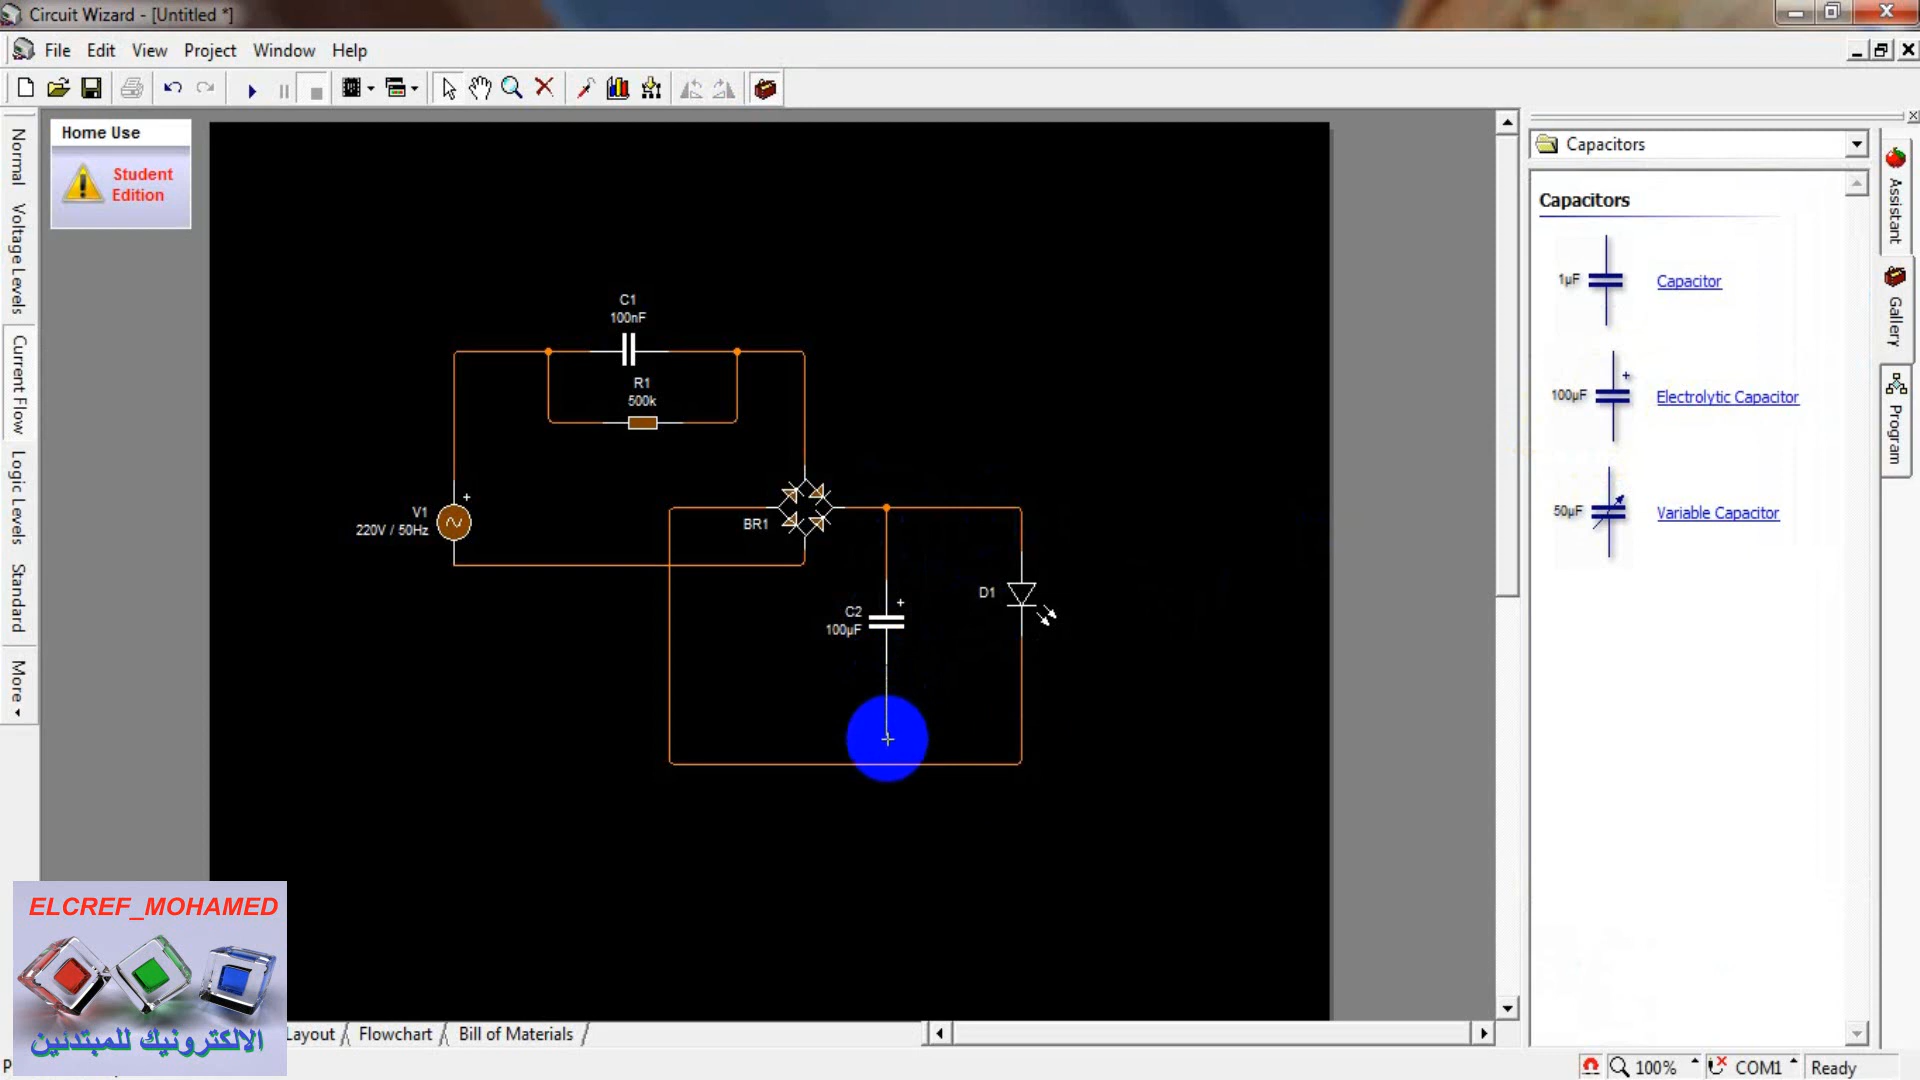 Circuit Wizard - [Untitled *]
File Edit View Project Window Help
Home Use
Student
Edition
Normal
Voltage Levels
Current Flow
Logic Levels
Standard
More
C1
100nF
R1
500k
V1
220V / 50Hz
BR1
C2
100µF
D1
Capacitors
Capacitors
1µF Capacitor
100µF Electrolytic Capacitor
50µF Variable Capacitor
Assistant
Gallery
Program
ELCREF_MOHAMED
الالكترونيك للمبتدئين
Layout Flowchart Bill of Materials
100% COM1 Ready